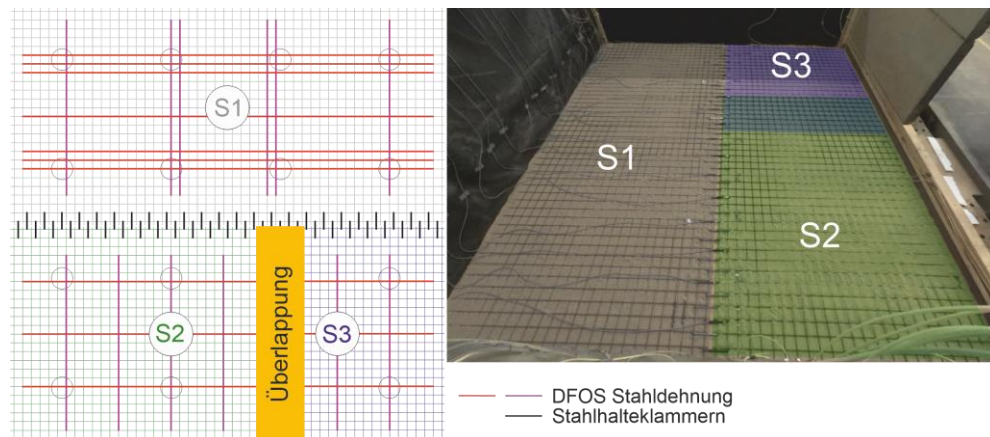 S1
S2
S3
Überlappung
S1
S3
S2
DFOS Stahldehnung
Stahlhalteklammern